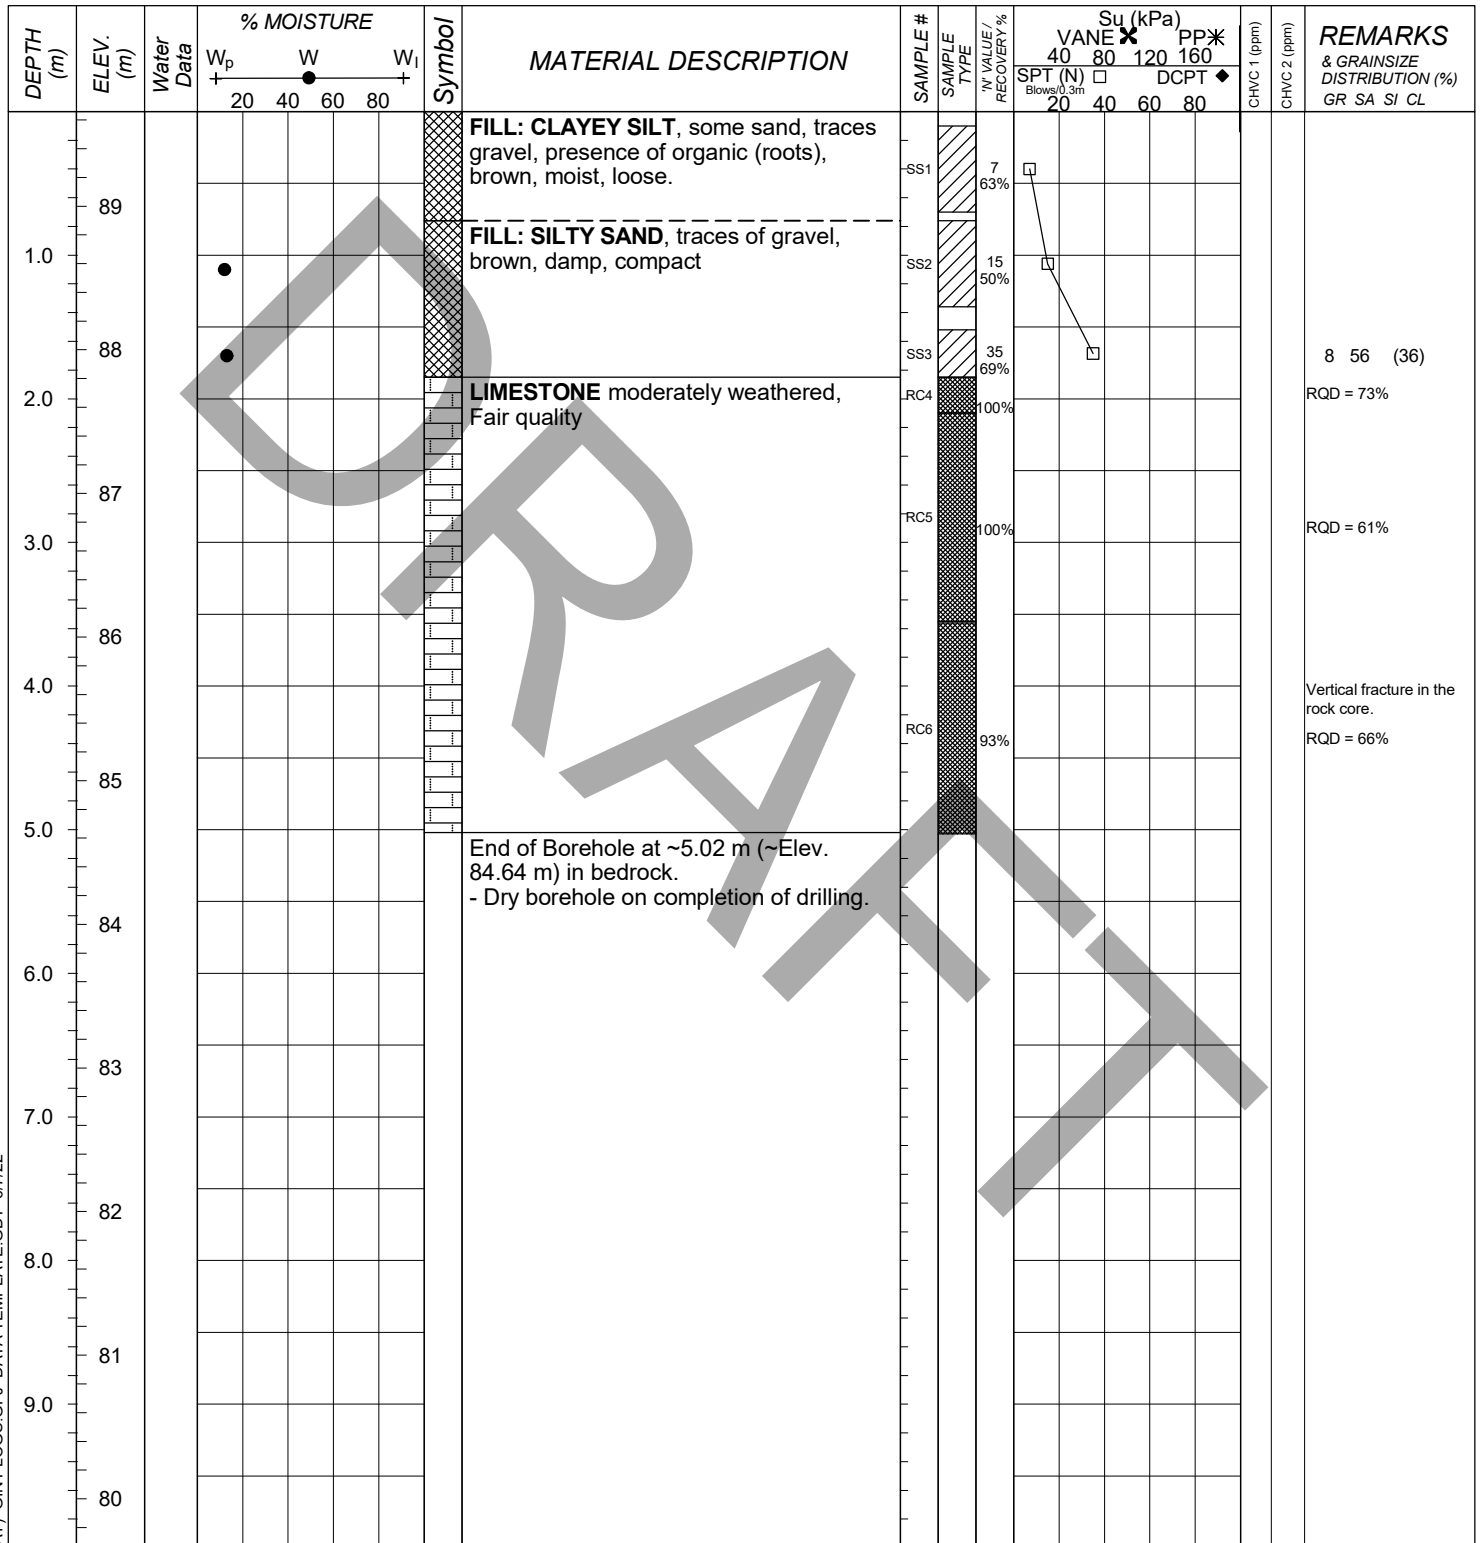 DEPTH (m)
ELEV. (m)
Water Data
% MOISTURE
Wp W Wl
20 40 60 80
Symbol
MATERIAL DESCRIPTION
SAMPLE #
SAMPLE TYPE
'N' VALUE / RECOVERY %
Su (kPa)
VANE PP
40 80 120 160
SPT (N) DCPT
Blows/0.3m
20 40 60 80
CHVC 1 (ppm)
CHVC 2 (ppm)
REMARKS
& GRAINSIZE
DISTRIBUTION (%)
GR SA SI CL
FILL: CLAYEY SILT, some sand, traces
gravel, presence of organic (roots),
brown, moist, loose.
SS1
7
63%
89
FILL: SILTY SAND, traces of gravel,
brown, damp, compact
1.0
SS2
15
50%
88
SS3
35
69%
8 56 (36)
LIMESTONE moderately weathered,
Fair quality
2.0
RC4
100%
RQD = 73%
87
RC5
100%
RQD = 61%
3.0
86
4.0
Vertical fracture in the
rock core.
RC6
93%
RQD = 66%
85
5.0
End of Borehole at ~5.02 m (~Elev.
84.64 m) in bedrock.
- Dry borehole on completion of drilling.
84
6.0
83
7.0
82
8.0
81
9.0
80
DRAFT